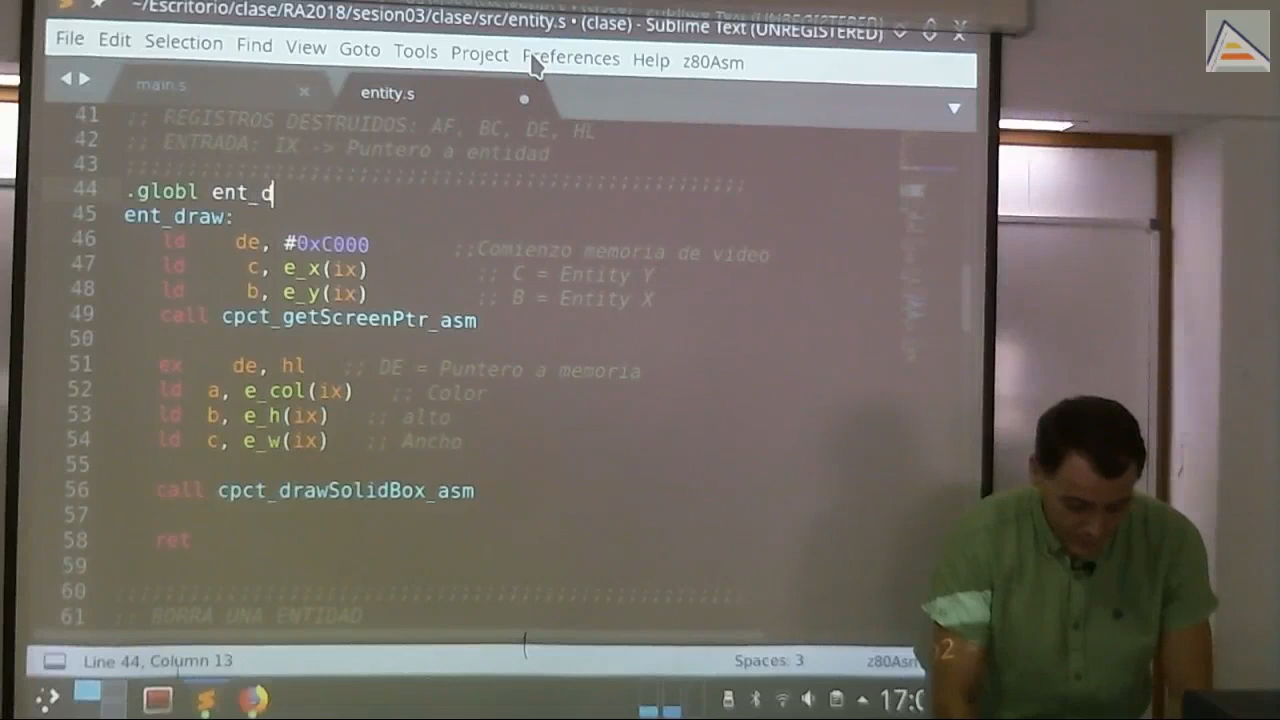 ~/Escritorio/clase/RA2018/sesion03/clase/src/entity.s • (clase) - Sublime Text (UNREGISTERED)
File Edit Selection Find View Goto Tools Project Preferences Help z80Asm
main.s × entity.s
41 ;; REGISTROS DESTRUIDOS: AF, BC, DE, HL
42 ;; ENTRADA: IX -> Puntero a entidad
43 ;;;;;;;;;;;;;;;;;;;;;;;;;;;;;;;;;;;;;;;;;;;;;;;;;;;;;;
44 .globl ent_d
45 ent_draw:
46 ld de, #0xC000 ;;Comienzo memoria de video
47 ld c, e_x(ix) ;; C = Entity Y
48 ld b, e_y(ix) ;; B = Entity X
49 call cpct_getScreenPtr_asm
50
51 ex de, hl ;; DE = Puntero a memoria
52 ld a, e_col(ix) ;; Color
53 ld b, e_h(ix) ;; alto
54 ld c, e_w(ix) ;; Ancho
55
56 call cpct_drawSolidBox_asm
57
58 ret
59
60 ;;;;;;;;;;;;;;;;;;;;;;;;;;;;;;;;;;;;;;;;;;;;;;;;;;;;;;
61 ;; BORRA UNA ENTIDAD
Line 44, Column 13 Spaces: 3 z80Asm
17:0